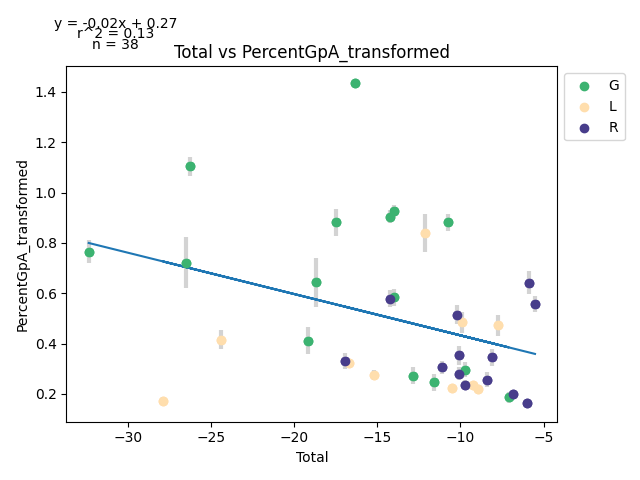 y = -0.02x + 0.27
r^2 = 0.13
n = 38
Total vs PercentGpA_transformed
G
L
R
PercentGpA_transformed
1.4
1.2
1.0
0.8
0.6
0.4
0.2
−30 −25 −20 −15 −10 −5
Total